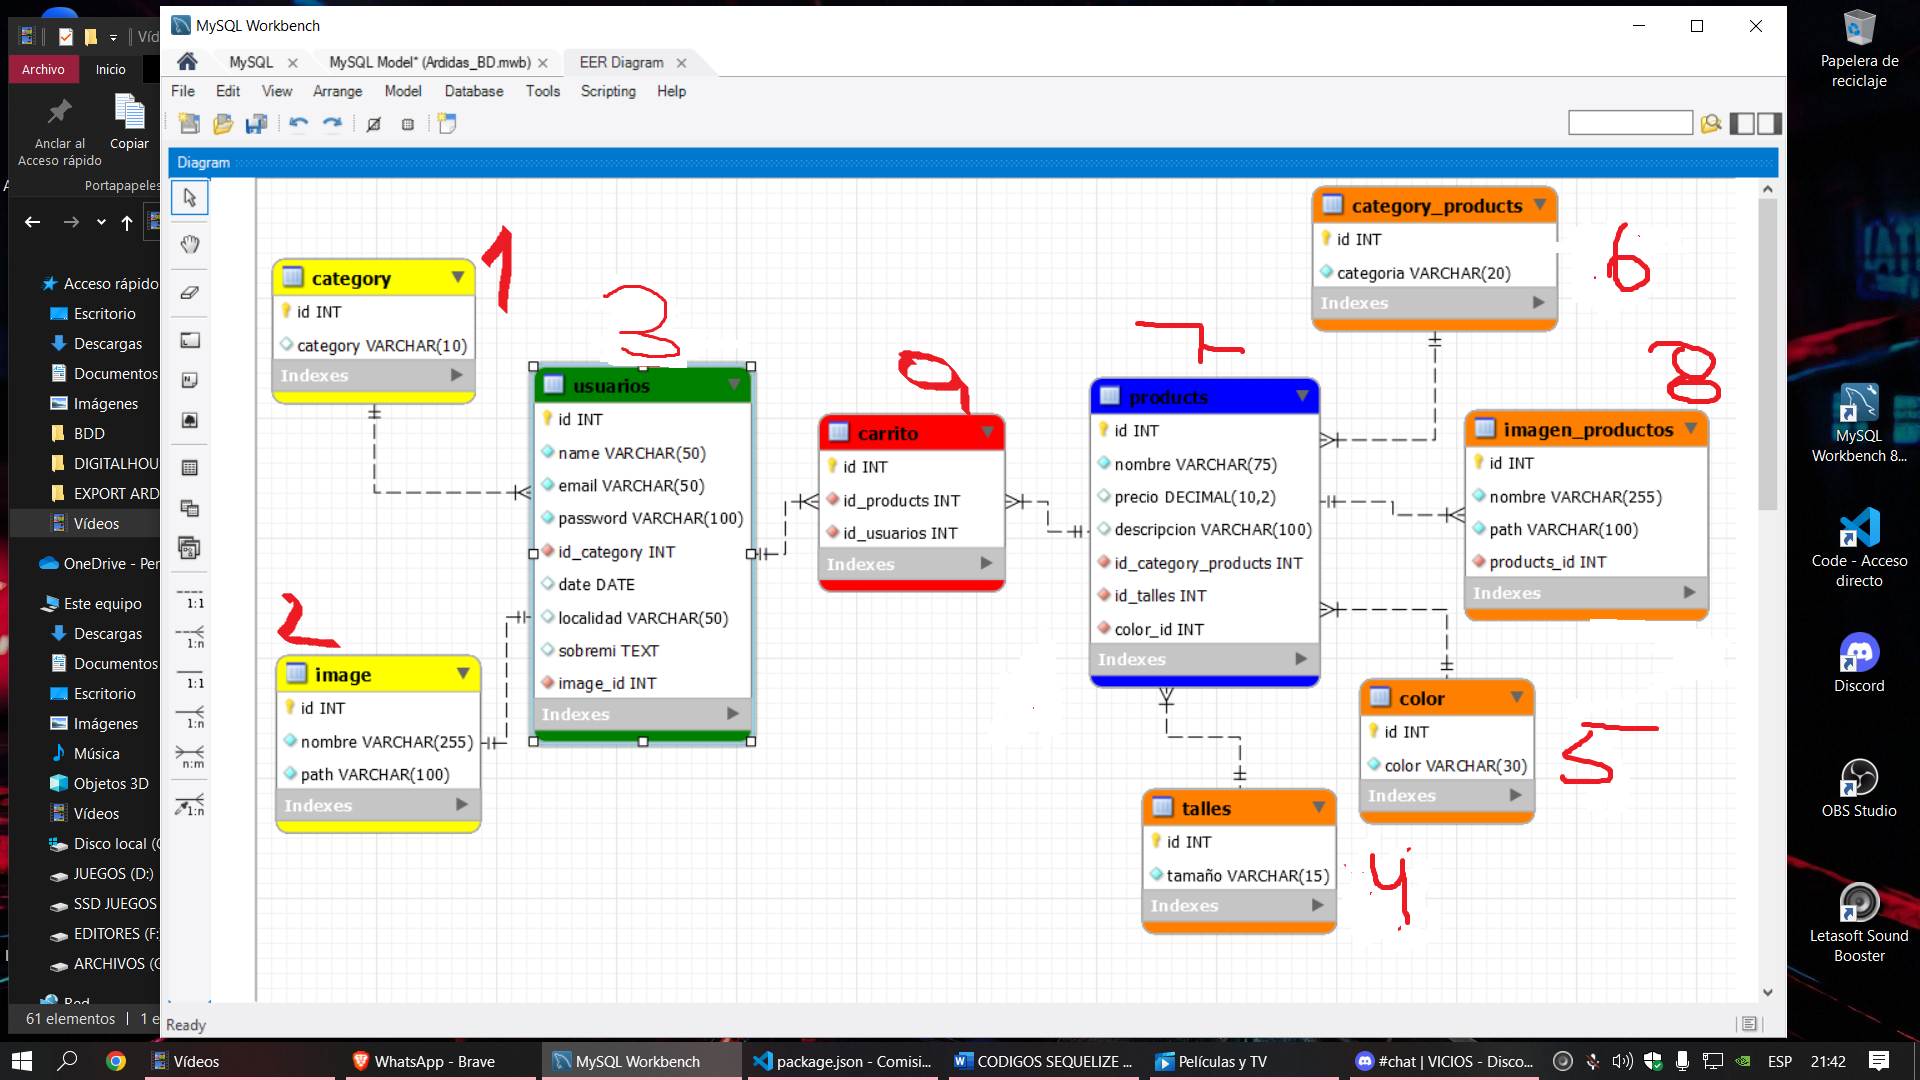 MySQL Workbench
MySQL
MySQL Model* (Ardidas_BD.mwb)
EER Diagram
File Edit View Arrange Model Database Tools Scripting Help
Diagram
category
id INT
category VARCHAR(10)
Indexes
1
image
id INT
nombre VARCHAR(255)
path VARCHAR(100)
Indexes
2
usuarios
id INT
name VARCHAR(50)
email VARCHAR(50)
password VARCHAR(100)
id_category INT
date DATE
localidad VARCHAR(50)
sobremi TEXT
image_id INT
Indexes
3
carrito
id INT
id_products INT
id_usuarios INT
Indexes
9
products
id INT
nombre VARCHAR(75)
precio DECIMAL(10,2)
descripcion VARCHAR(100)
id_category_products INT
id_talles INT
color_id INT
Indexes
7
category_products
id INT
categoria VARCHAR(20)
Indexes
6
imagen_productos
id INT
nombre VARCHAR(255)
path VARCHAR(100)
products_id INT
Indexes
8
color
id INT
color VARCHAR(30)
Indexes
5
talles
id INT
tamaño VARCHAR(15)
Indexes
4
1:1
1:n
1:1
1:n
n:m
1:n
Ready
Víd
Archivo
Inicio
Anclar al
Acceso rápido
Copiar
Portapapeles
Acceso rápido
Escritorio
Descargas
Documentos
Imágenes
BDD
DIGITALHOU
EXPORT ARD
Vídeos
OneDrive - Per
Este equipo
Descargas
Documentos
Escritorio
Imágenes
Música
Objetos 3D
Vídeos
Disco local (C
JUEGOS (D:)
SSD JUEGOS
EDITORES (F:
ARCHIVOS (G
Red
61 elementos
1 e
Papelera de
reciclaje
MySQL
Workbench 8...
Code - Acceso
directo
Discord
OBS Studio
Letasoft Sound
Booster
Vídeos
WhatsApp - Brave
MySQL Workbench
package.json - Comisi...
CODIGOS SEQUELIZE ...
Películas y TV
#chat | VICIOS - Disco...
ESP
21:42